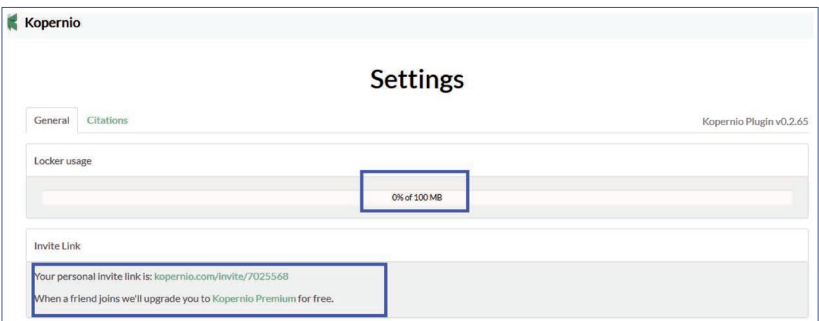 Kopernio
Settings
General Citations Kopernio Plugin v0.2.65
Locker usage
0% of 100 MB
Invite Link
Your personal invite link is: kopernio.com/invite/7025568
When a friend joins we'll upgrade you to Kopernio Premium for free.